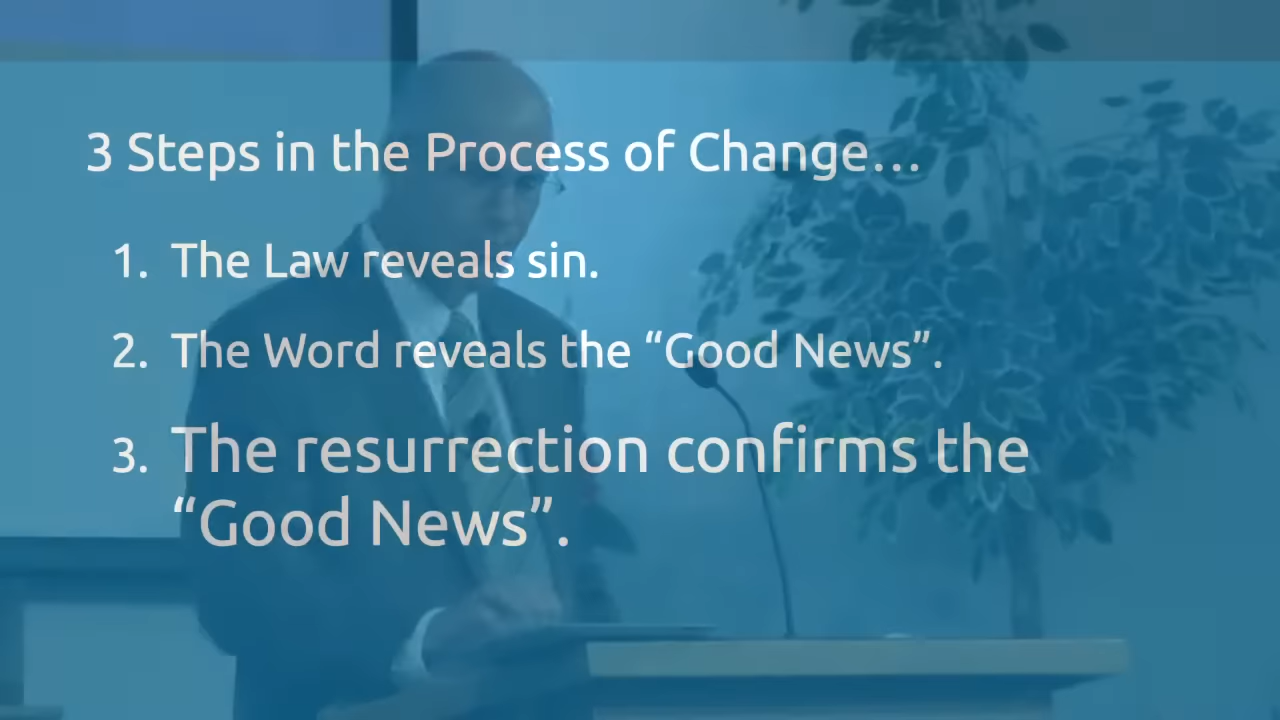 3 Steps in the Process of Change…
1. The Law reveals sin.
2. The Word reveals the “Good News”.
3. The resurrection confirms the
“Good News”.